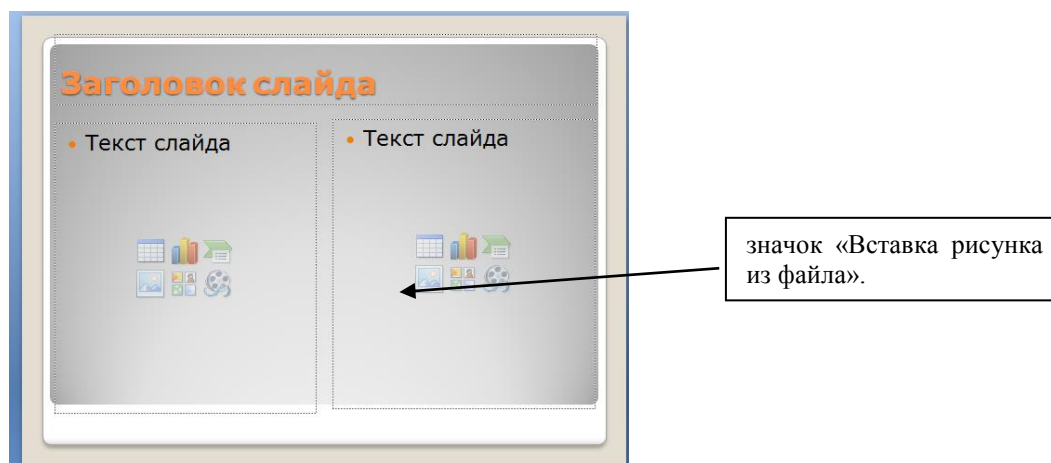 Заголовок слайда
• Текст слайда
• Текст слайда
значок «Вставка рисунка
из файла».